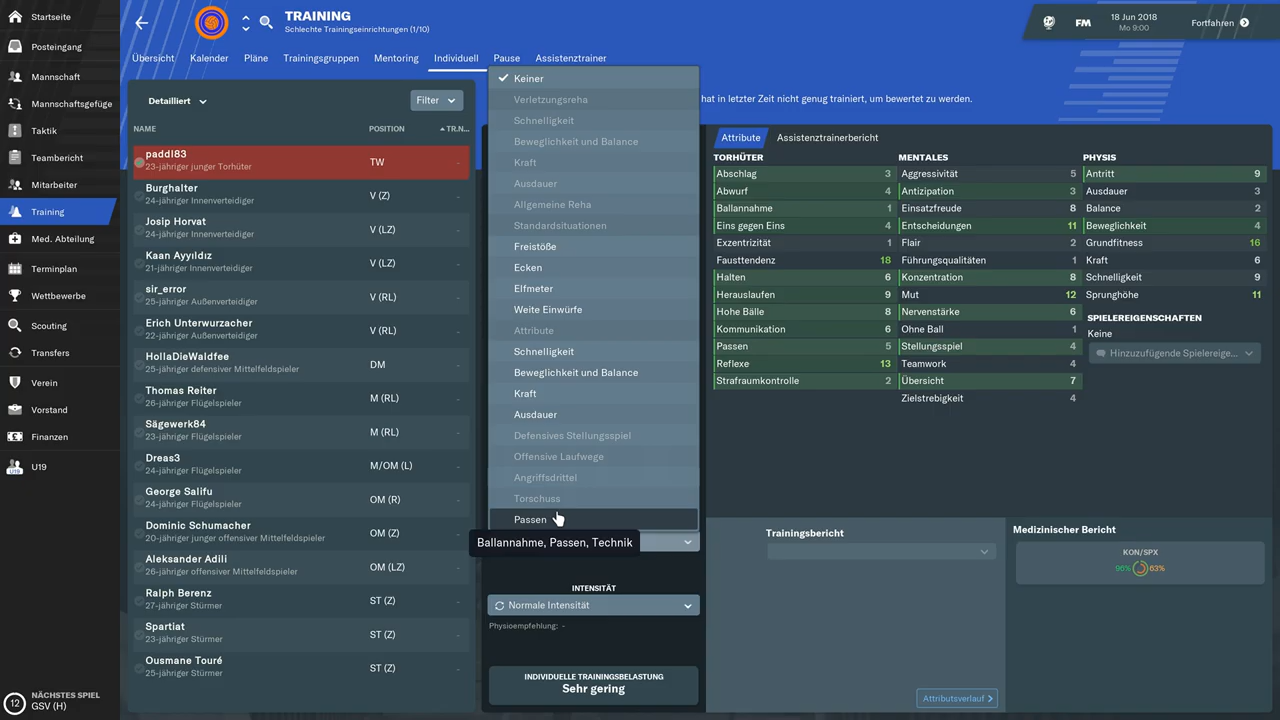 Startseite
Posteingang
Mannschaft
Mannschaftsgefüge
Taktik
Teambericht
Mitarbeiter
Training
Med. Abteilung
Terminplan
Wettbewerbe
Scouting
Transfers
Verein
Vorstand
Finanzen
U19
U19
12
NÄCHSTES SPIEL
GSV (H)
TRAINING
Schlechte Trainingseinrichtungen (1/10)
FM
18 Jun 2018
Mo 9:00
Fortfahren
Übersicht
Kalender
Pläne
Trainingsgruppen
Mentoring
Individuell
Pause
Assistenztrainer
Detailliert
Filter
NAME
POSITION
TR.N...
paddl83
23-jähriger junger Torhüter
TW
-
Burghalter
24-jähriger Innenverteidiger
V (Z)
-
Josip Horvat
24-jähriger Innenverteidiger
V (LZ)
-
Kaan Ayyıldız
21-jähriger Innenverteidiger
V (LZ)
-
sir_error
25-jähriger Außenverteidiger
V (RL)
-
Erich Unterwurzacher
22-jähriger Außenverteidiger
V (RL)
-
HollaDieWaldfee
25-jähriger defensiver Mittelfeldspieler
DM
-
Thomas Reiter
26-jähriger Flügelspieler
M (RL)
-
Sägewerk84
23-jähriger Flügelspieler
M (RL)
-
Dreas3
24-jähriger Flügelspieler
M/OM (L)
-
George Salifu
24-jähriger Flügelspieler
OM (R)
-
Dominic Schumacher
20-jähriger junger offensiver Mittelfeldspieler
OM (Z)
-
Aleksander Adili
26-jähriger offensiver Mittelfeldspieler
OM (LZ)
-
Ralph Berenz
27-jähriger Stürmer
ST (Z)
-
Spartiat
23-jähriger Stürmer
ST (Z)
-
Ousmane Touré
25-jähriger Stürmer
ST (Z)
-
Keiner
Verletzungsreha
Schnelligkeit
Beweglichkeit und Balance
Kraft
Ausdauer
Allgemeine Reha
Standardsituationen
Freistöße
Ecken
Elfmeter
Weite Einwürfe
Attribute
Schnelligkeit
Beweglichkeit und Balance
Kraft
Ausdauer
Defensives Stellungsspiel
Offensive Laufwege
Angriffsdrittel
Torschuss
Passen
Ballannahme, Passen, Technik
INTENSITÄT
Normale Intensität
Physioempfehlung: -
INDIVIDUELLE TRAININGSBELASTUNG
Sehr gering
hat in letzter Zeit nicht genug trainiert, um bewertet zu werden.
Attribute
Assistenztrainerbericht
TORHÜTER
Abschlag 3
Abwurf 4
Ballannahme 1
Eins gegen Eins 4
Exzentrizität 1
Fausttendenz 18
Halten 6
Herauslaufen 9
Hohe Bälle 8
Kommunikation 6
Passen 5
Reflexe 13
Strafraumkontrolle 2
MENTALES
Aggressivität 5
Antizipation 3
Einsatzfreude 8
Entscheidungen 11
Flair 2
Führungsqualitäten 1
Konzentration 8
Mut 12
Nervenstärke 6
Ohne Ball 1
Stellungsspiel 4
Teamwork 4
Übersicht 7
Zielstrebigkeit 4
PHYSIS
Antritt 9
Ausdauer 3
Balance 2
Beweglichkeit 4
Grundfitness 16
Kraft 6
Schnelligkeit 9
Sprunghöhe 11
SPIELEREIGENSCHAFTEN
Keine
Hinzuzufügende Spielereige...
Trainingsbericht
Attributsverlauf
Medizinischer Bericht
KON/SPX
96% 63%